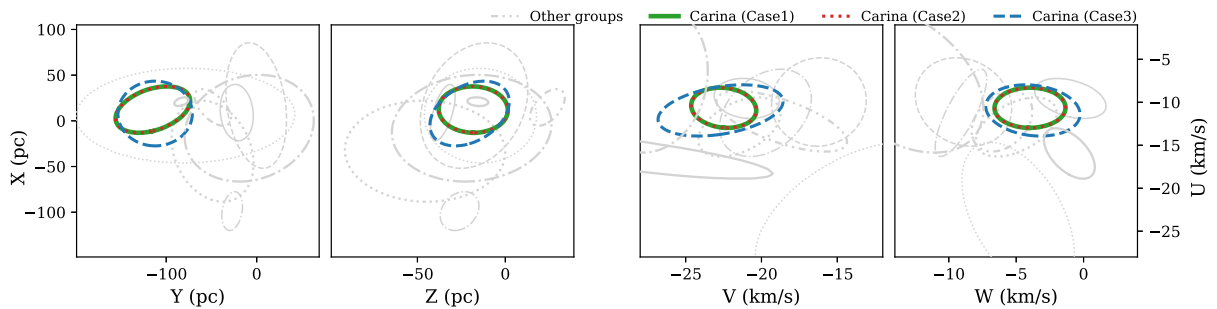 Other groups Carina (Case1) Carina (Case2) Carina (Case3)
100
50
0
−50
−100
X (pc)
−100 0
Y (pc)
−50 0
Z (pc)
−25 −20 −15
V (km/s)
−10 −5 0
W (km/s)
−5
−10
−15
−20
−25
U (km/s)